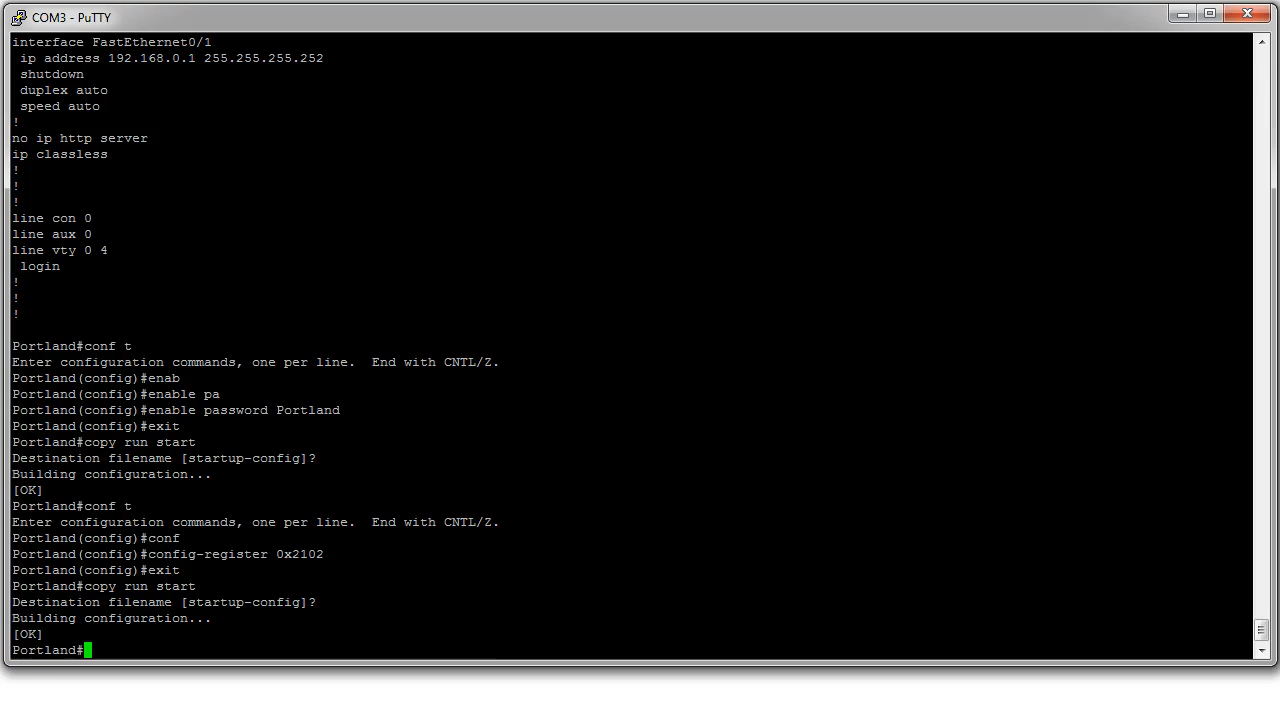 COM3 - PuTTY
interface FastEthernet0/1
 ip address 192.168.0.1 255.255.255.252
 shutdown
 duplex auto
 speed auto
!
no ip http server
ip classless
!
!
!
line con 0
line aux 0
line vty 0 4
 login
!
!
!
Portland#conf t
Enter configuration commands, one per line.  End with CNTL/Z.
Portland(config)#enab
Portland(config)#enable pa
Portland(config)#enable password Portland
Portland(config)#exit
Portland#copy run start
Destination filename [startup-config]?
Building configuration...
[OK]
Portland#conf t
Enter configuration commands, one per line.  End with CNTL/Z.
Portland(config)#conf
Portland(config)#config-register 0x2102
Portland(config)#exit
Portland#copy run start
Destination filename [startup-config]?
Building configuration...
[OK]
Portland#